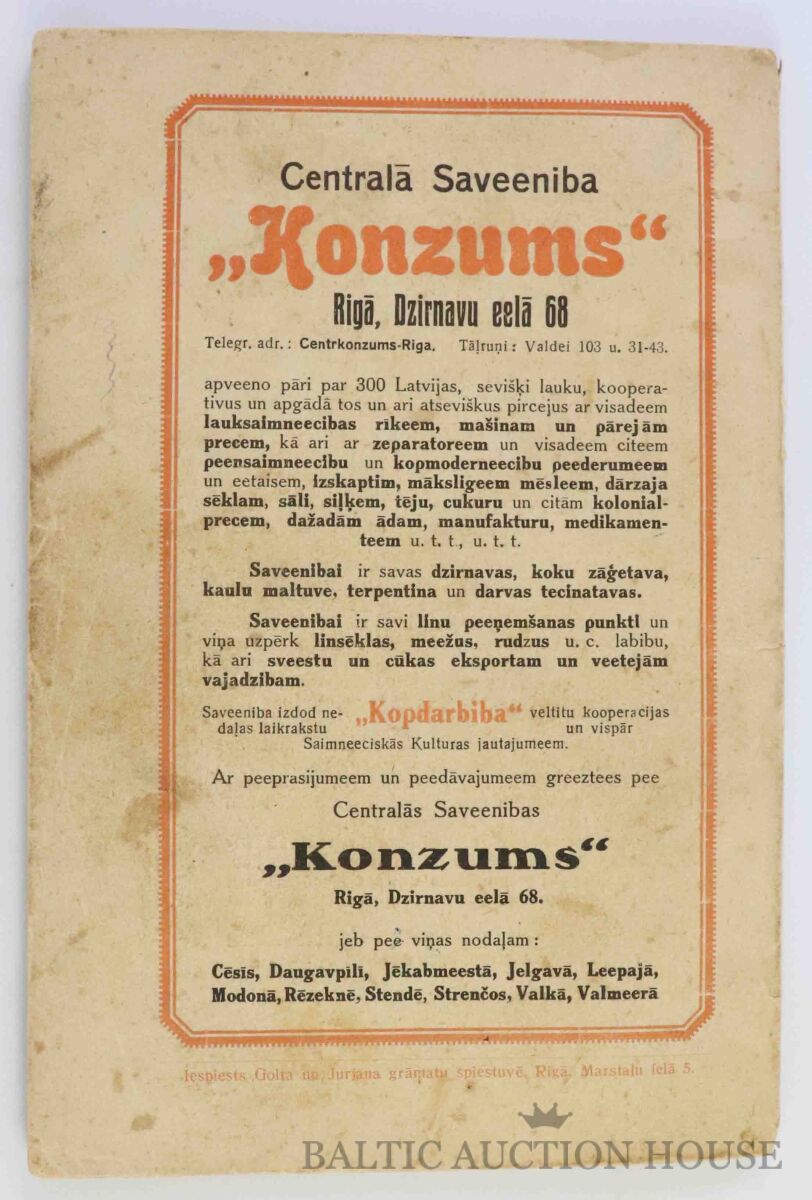 Centralā Saveeniba
„Konzums“
Rigā, Dzirnavu eelā 68
Telegr. adr.: Centrkonzums-Riga. Tāļruņi: Valdei 103 u. 31-43.
apveeno pāri par 300 Latvijas, sevišķi lauku, koopera-
tivus un apgādā tos un ari atseviškus pircejus ar visadeem
lauksaimneecibas rīkeem, mašinam un pārejām
precem, kā ari ar zeparatoreem un visadeem citeem
peensaimneecibu un kopmoderneecibu peederumeem
un eetaisem, izskaptim, māksligeem mēsleem, dārzaja
sēklam, sāli, siļķem, tēju, cukuru un citām kolonial-
precem, dažadām ādam, manufakturu, medikamen-
teem u. t. t., u. t. t.
Saveenibai ir savas dzirnavas, koku zāģetava,
kaulu maltuve, terpentina un darvas tecinatavas.
Saveenibai ir savi linu peeņemšanas punkti un
viņa uzpērk linsēklas, meežus, rudzus u. c. labibu,
kā ari sveestu un cūkas eksportam un veetejām
vajadzibam.
Saveeniba izdod ne- „Kopdarbiba“ veltitu kooperacijas
daļas laikrakstu un vispār
Saimneeciskās Kulturas jautajumeem.
Ar peeprasijumeem un peedāvajumeem greeztees pee
Centralās Saveenibas
„Konzums“
Rigā, Dzirnavu eelā 68.
jeb pee viņas nodaļam:
Cēsis, Daugavpilī, Jēkabmeestā, Jelgavā, Leepajā,
Modonā, Rēzeknē, Stendē, Strenčos, Valkā, Valmeerā
Iespiests Golta un Jurjana grāmatu spiestuvē, Rigā, Marstaļu ielā 5.
BALTIC AUCTION HOUSE